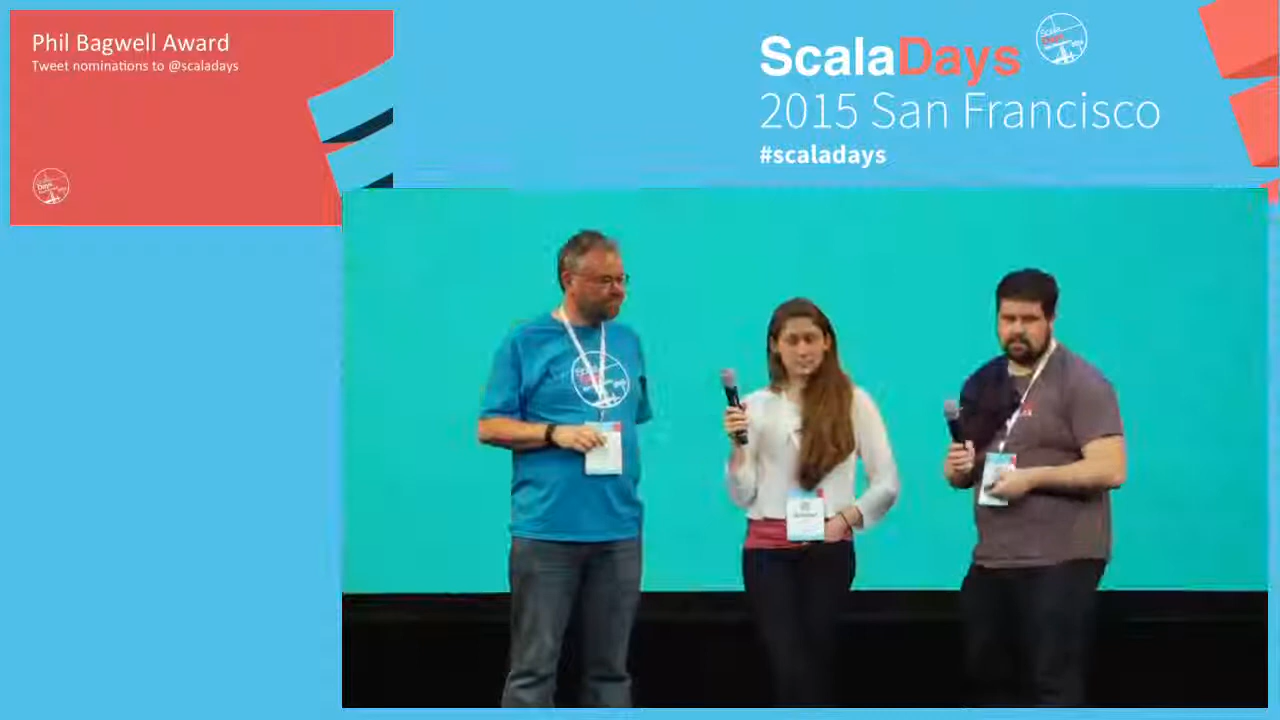 Phil Bagwell Award
Tweet nominations to @scaladays
ScalaDays
2015 San Francisco
#scaladays